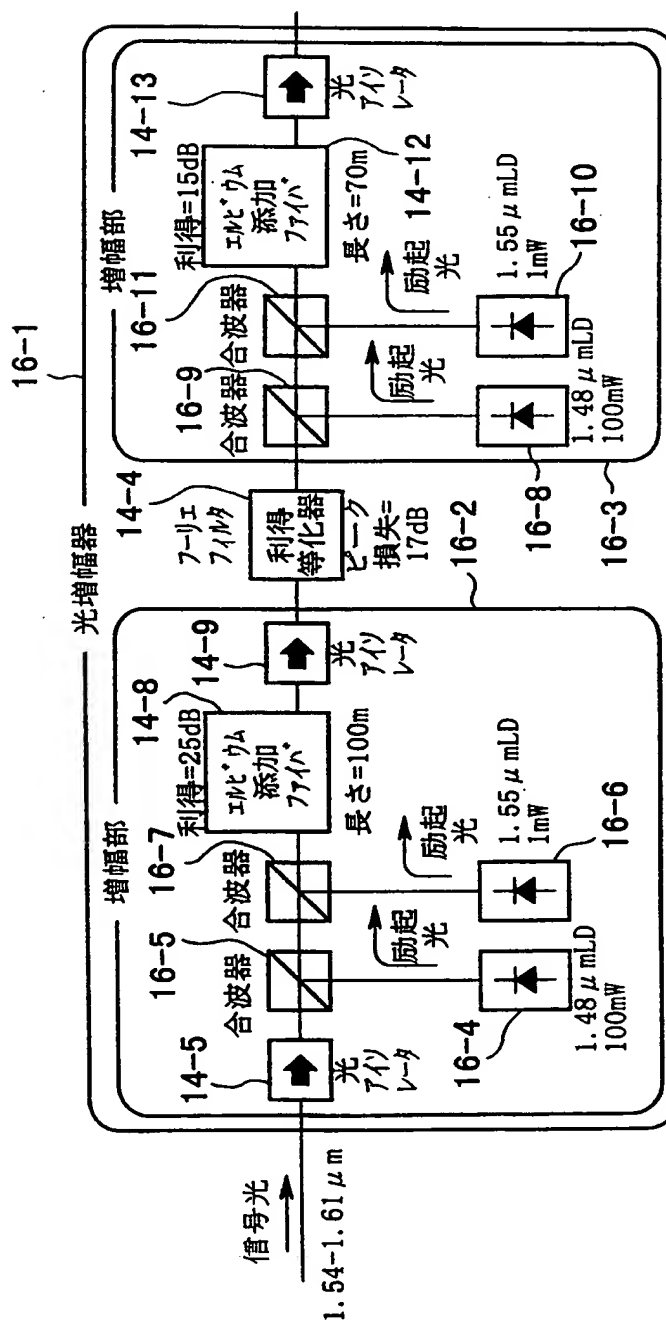 16-1
光増幅器
増幅部
信号光
1.54-1.61μm
14-5
光
アイソ
レータ
16-5
合波器
16-7
合波器
励起
光
励起
光
16-4
1.48μmLD
100mW
1.55μmLD
1mW
16-6
14-8
利得=25dB
エルビウム
添加
ファイバ
長さ=100m
14-9
光
アイソ
レータ
16-2
14-4
フーリエ
フィルタ
利得
等化器
ピーク
損失=
17dB
増幅部
16-9
合波器
16-11
合波器
励起
光
励起
光
16-8
1.48μmLD
100mW
1.55μmLD
1mW
16-10
利得=15dB
エルビウム
添加
ファイバ
長さ=70m
14-12
14-13
光
アイソ
レータ
16-3